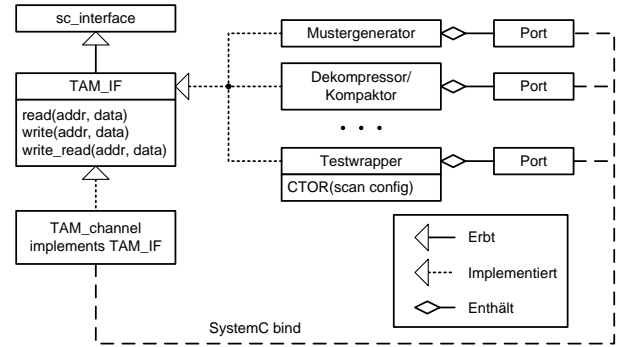 sc_interface
Mustergenerator
Port
TAM_IF
read(addr, data)
write(addr, data)
write_read(addr, data)
Dekompressor/
Kompaktor
Port
• • •
Testwrapper
Port
CTOR(scan config)
TAM_channel
implements TAM_IF
Erbt
Implementiert
Enthält
SystemC bind